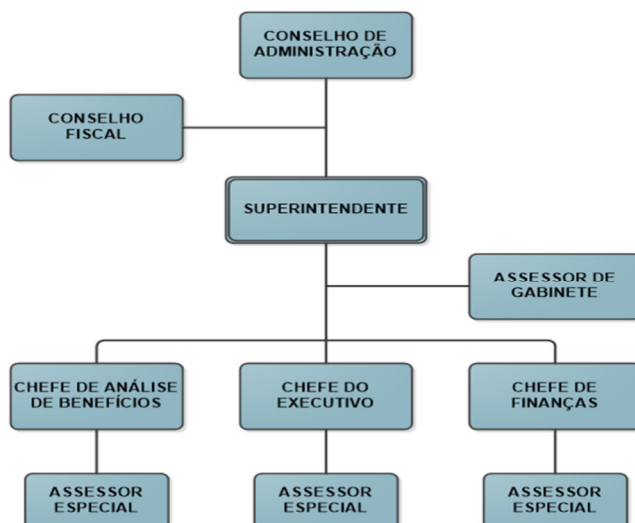 CONSELHO DE
ADMINISTRAÇÃO
CONSELHO
FISCAL
SUPERINTENDENTE
ASSESSOR DE
GABINETE
CHEFE DE ANÁLISE
DE BENEFÍCIOS
CHEFE DO
EXECUTIVO
CHEFE DE
FINANÇAS
ASSESSOR
ESPECIAL
ASSESSOR
ESPECIAL
ASSESSOR
ESPECIAL